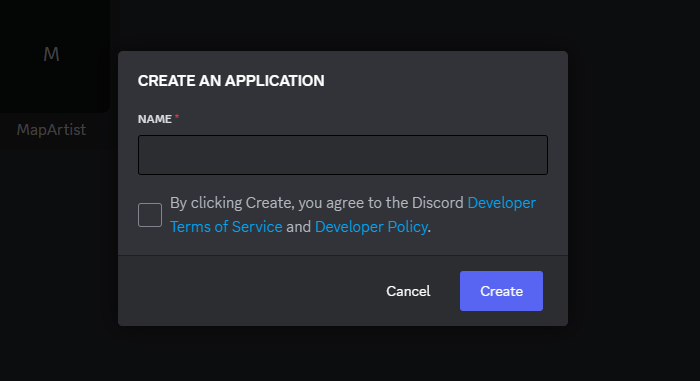 M
MapArtist
CREATE AN APPLICATION
NAME *
By clicking Create, you agree to the Discord Developer
Terms of Service and Developer Policy.
Cancel
Create